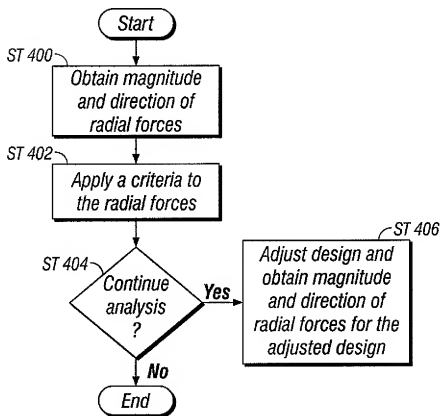 Start
ST 400
Obtain magnitude
and direction of
radial forces
ST 402
Apply a criteria to
the radial forces
ST 404
Continue
analysis
?
Yes
ST 406
Adjust design and
obtain magnitude
and direction of
radial forces for the
adjusted design
No
End